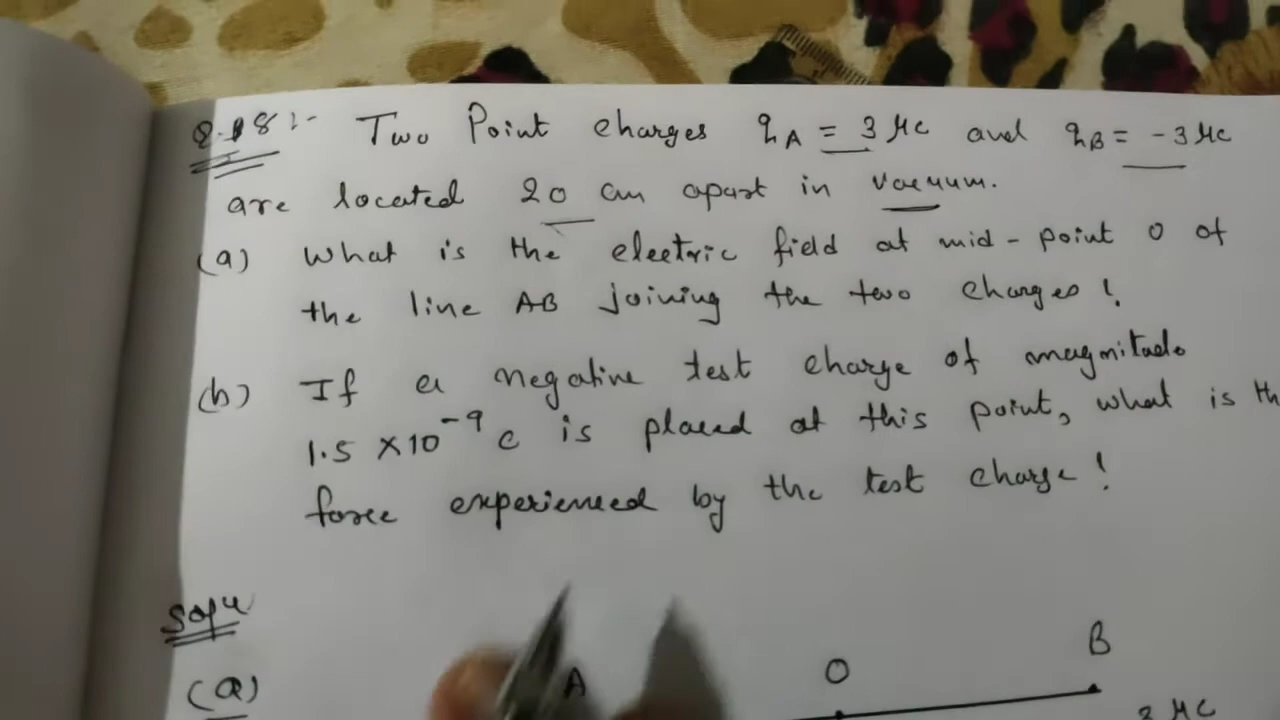 Q.18:- Two Point charges qA = 3 μc and qB = -3 μc
are located 20 cm apart in vacuum.
(a) What is the electric field at mid-point O of
the line AB joining the two charges!
(b) If a negative test charge of magnitude
1.5 × 10⁻⁹ c is placed at this point, what is th
force experienced by the test charge!
Soln
(a)
A O B
3 μc